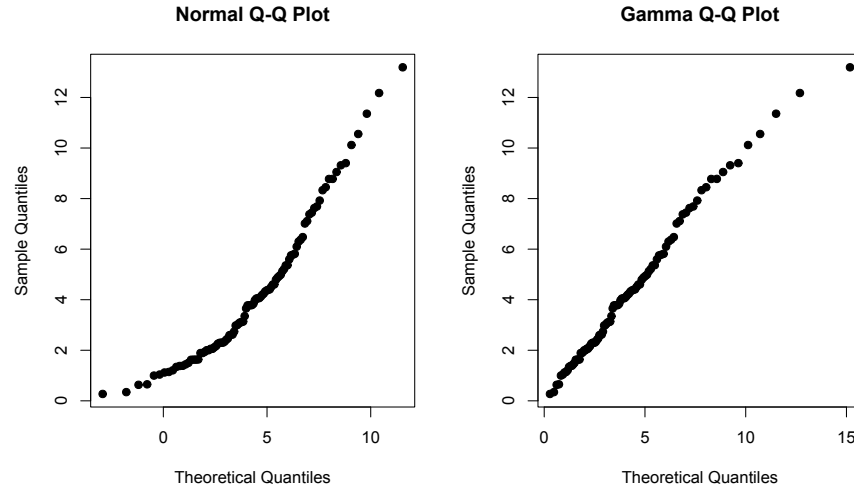 Normal Q-Q Plot
Sample Quantiles
12
10
8
6
4
2
0
0 5 10
Theoretical Quantiles
Gamma Q-Q Plot
Sample Quantiles
12
10
8
6
4
2
0
0 5 10 15
Theoretical Quantiles